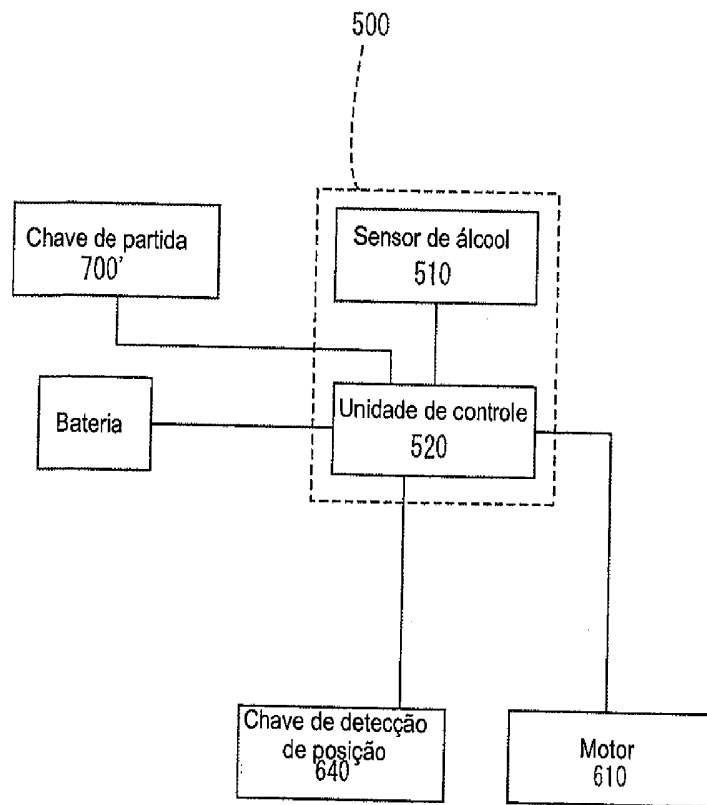 500
Chave de partida
700'
Sensor de álcool
510
Bateria
Unidade de controle
520
Chave de detecção
de posição
640
Motor
610